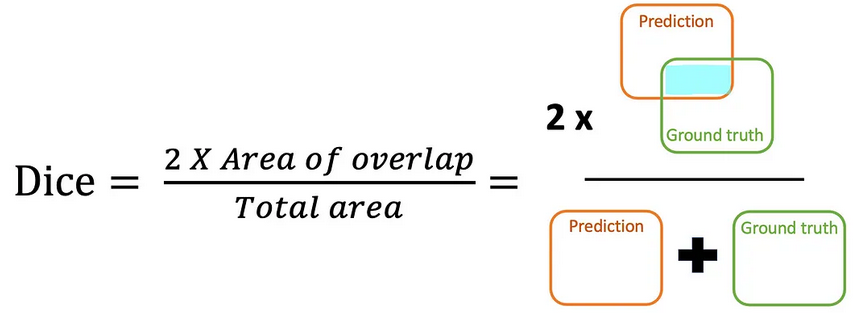 Dice = 2 X Area of overlap / Total area =
2 x
Prediction
Ground truth
Prediction + Ground truth